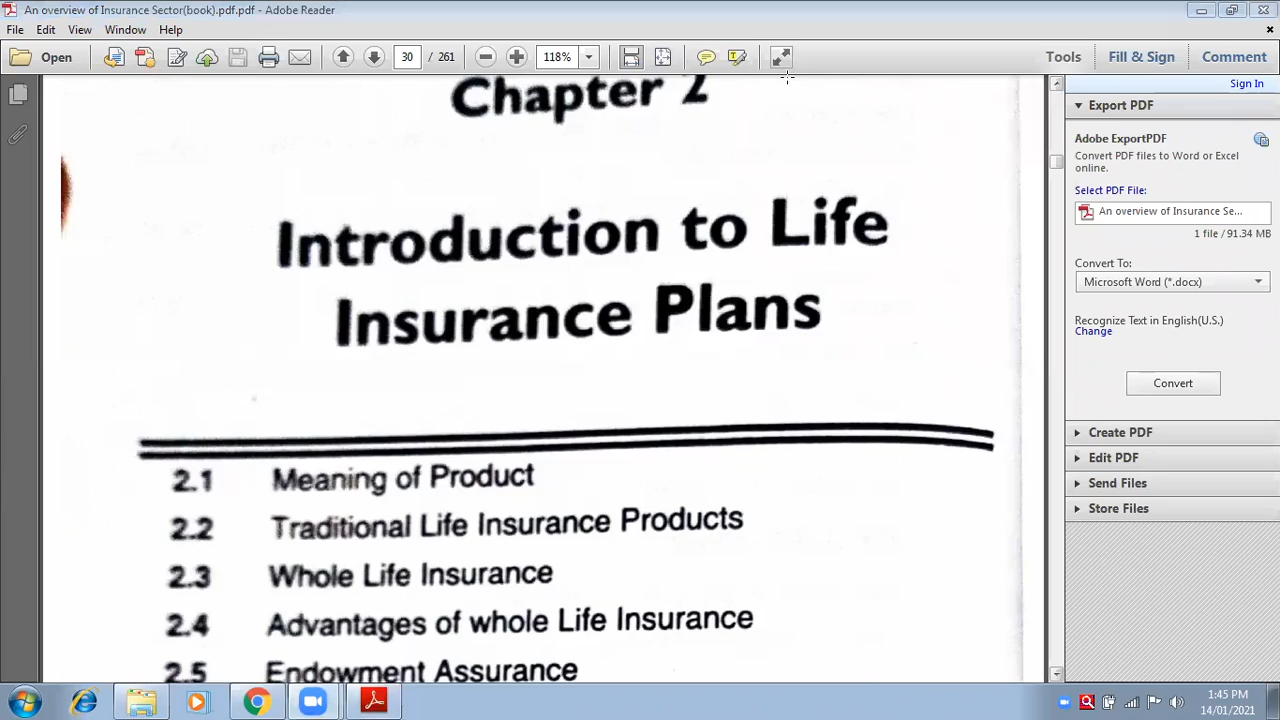 An overview of Insurance Sector(book).pdf.pdf - Adobe Reader
File Edit View Window Help
Open 30 / 261 118% Tools Fill & Sign Comment
Sign In
Chapter 2
Introduction to Life
Insurance Plans
2.1 Meaning of Product
2.2 Traditional Life Insurance Products
2.3 Whole Life Insurance
2.4 Advantages of whole Life Insurance
2.5 Endowment Assurance
Export PDF
Adobe ExportPDF
Convert PDF files to Word or Excel
online.
Select PDF File:
An overview of Insurance Se...
1 file / 91.34 MB
Convert To:
Microsoft Word (*.docx)
Recognize Text in English(U.S.)
Change
Convert
Create PDF
Edit PDF
Send Files
Store Files
1:45 PM
14/01/2021